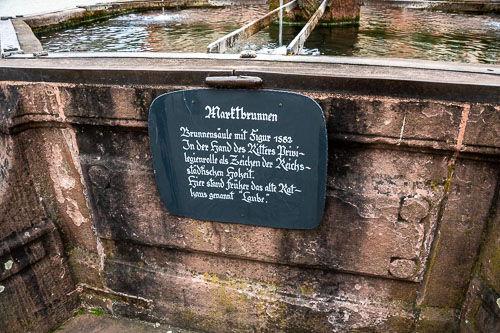 Marktbrunnen
Brunnensäule mit Figur 1582
In der Hand des Ritters Privi-
legienrolle als Zeichen der Reichs-
städtischen Hoheit.
Hier stand früher das alte Rat-
haus genannt "Laube".